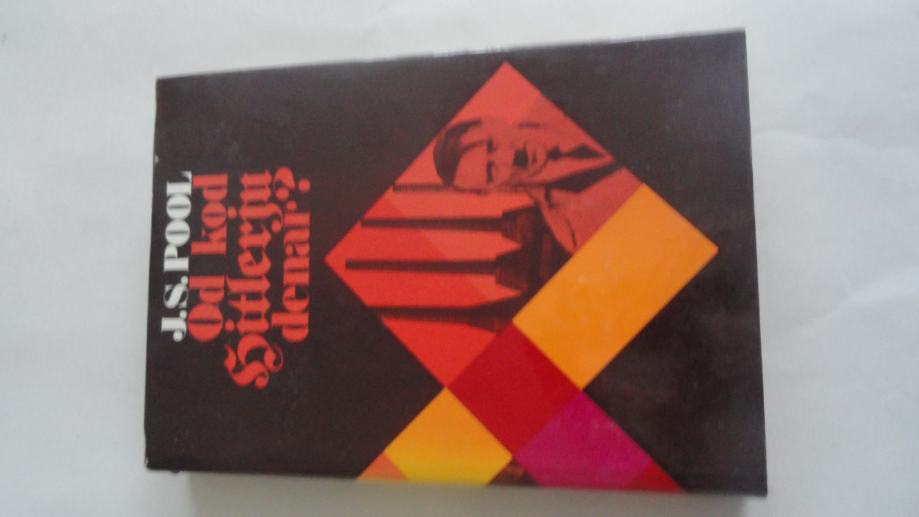 J.S. POOL
Od kod
Hitlerju
denar?